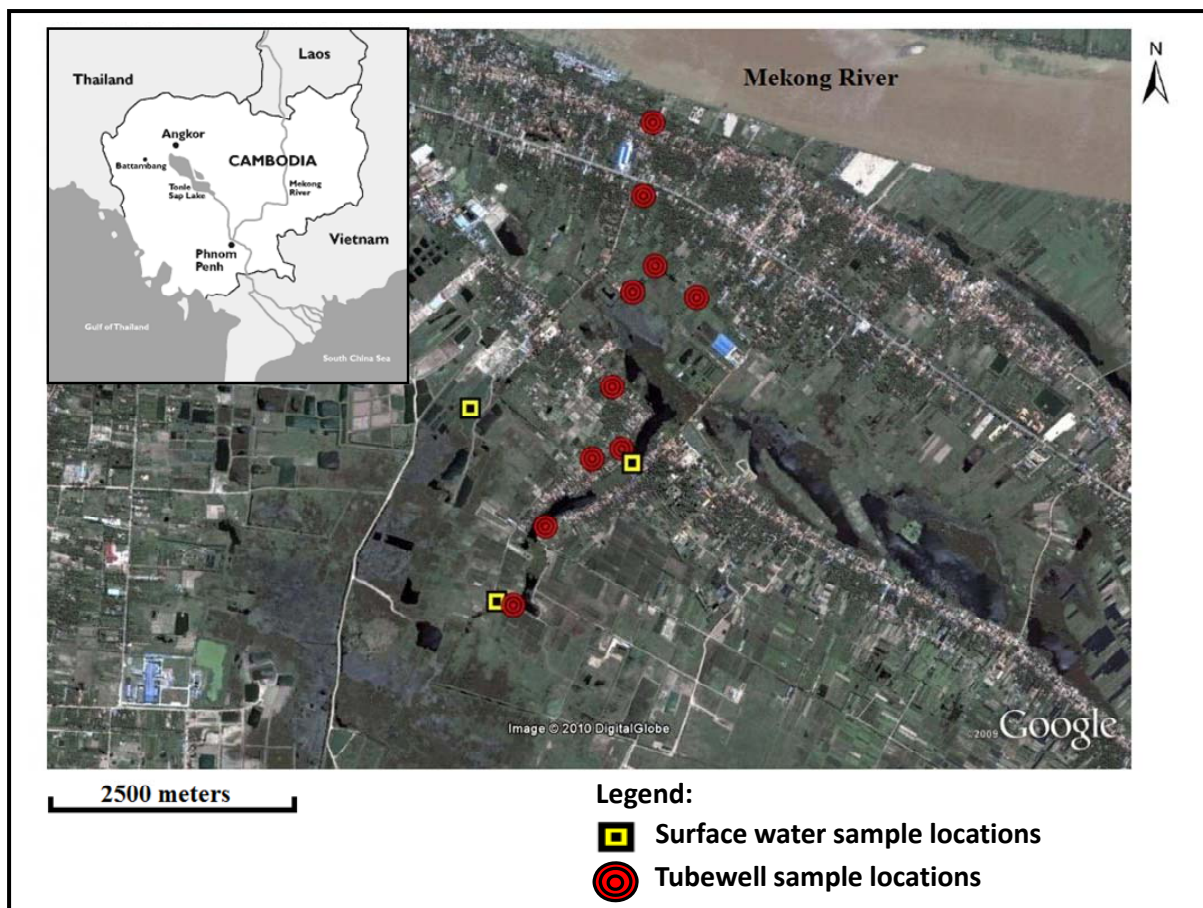 Thailand
Laos
Angkor
Battambang
CAMBODIA
Tonle
Sap Lake
Mekong
River
Phnom
Penh
Vietnam
Gulf of Thailand
South China Sea
Mekong River
N
Image © 2010 DigitalGlobe
©2009 Google
2500 meters
Legend:
Surface water sample locations
Tubewell sample locations